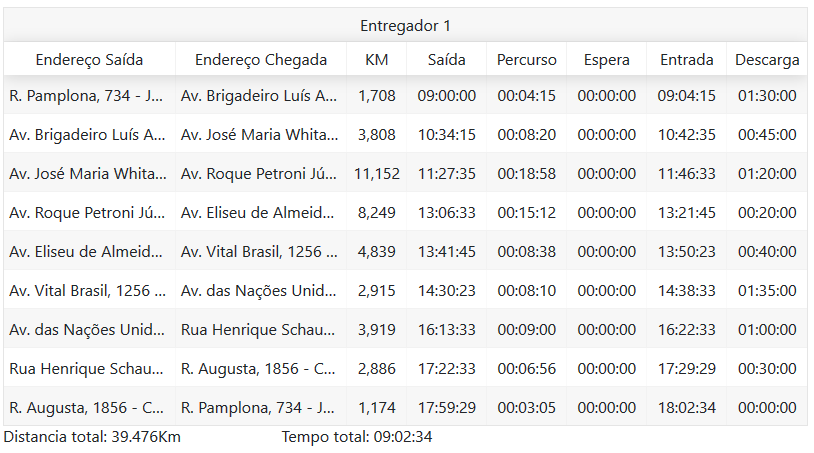 Entregador 1
Endereço Saída Endereço Chegada KM Saída Percurso Espera Entrada Descarga
R. Pamplona, 734 - J... Av. Brigadeiro Luís A... 1,708 09:00:00 00:04:15 00:00:00 09:04:15 01:30:00
Av. Brigadeiro Luís A... Av. José Maria Whita... 3,808 10:34:15 00:08:20 00:00:00 10:42:35 00:45:00
Av. José Maria Whita... Av. Roque Petroni Jú... 11,152 11:27:35 00:18:58 00:00:00 11:46:33 01:20:00
Av. Roque Petroni Jú... Av. Eliseu de Almeid... 8,249 13:06:33 00:15:12 00:00:00 13:21:45 00:20:00
Av. Eliseu de Almeid... Av. Vital Brasil, 1256 ... 4,839 13:41:45 00:08:38 00:00:00 13:50:23 00:40:00
Av. Vital Brasil, 1256 ... Av. das Nações Unid... 2,915 14:30:23 00:08:10 00:00:00 14:38:33 01:35:00
Av. das Nações Unid... Rua Henrique Schau... 3,919 16:13:33 00:09:00 00:00:00 16:22:33 01:00:00
Rua Henrique Schau... R. Augusta, 1856 - C... 2,886 17:22:33 00:06:56 00:00:00 17:29:29 00:30:00
R. Augusta, 1856 - C... R. Pamplona, 734 - J... 1,174 17:59:29 00:03:05 00:00:00 18:02:34 00:00:00
Distancia total: 39.476Km Tempo total: 09:02:34